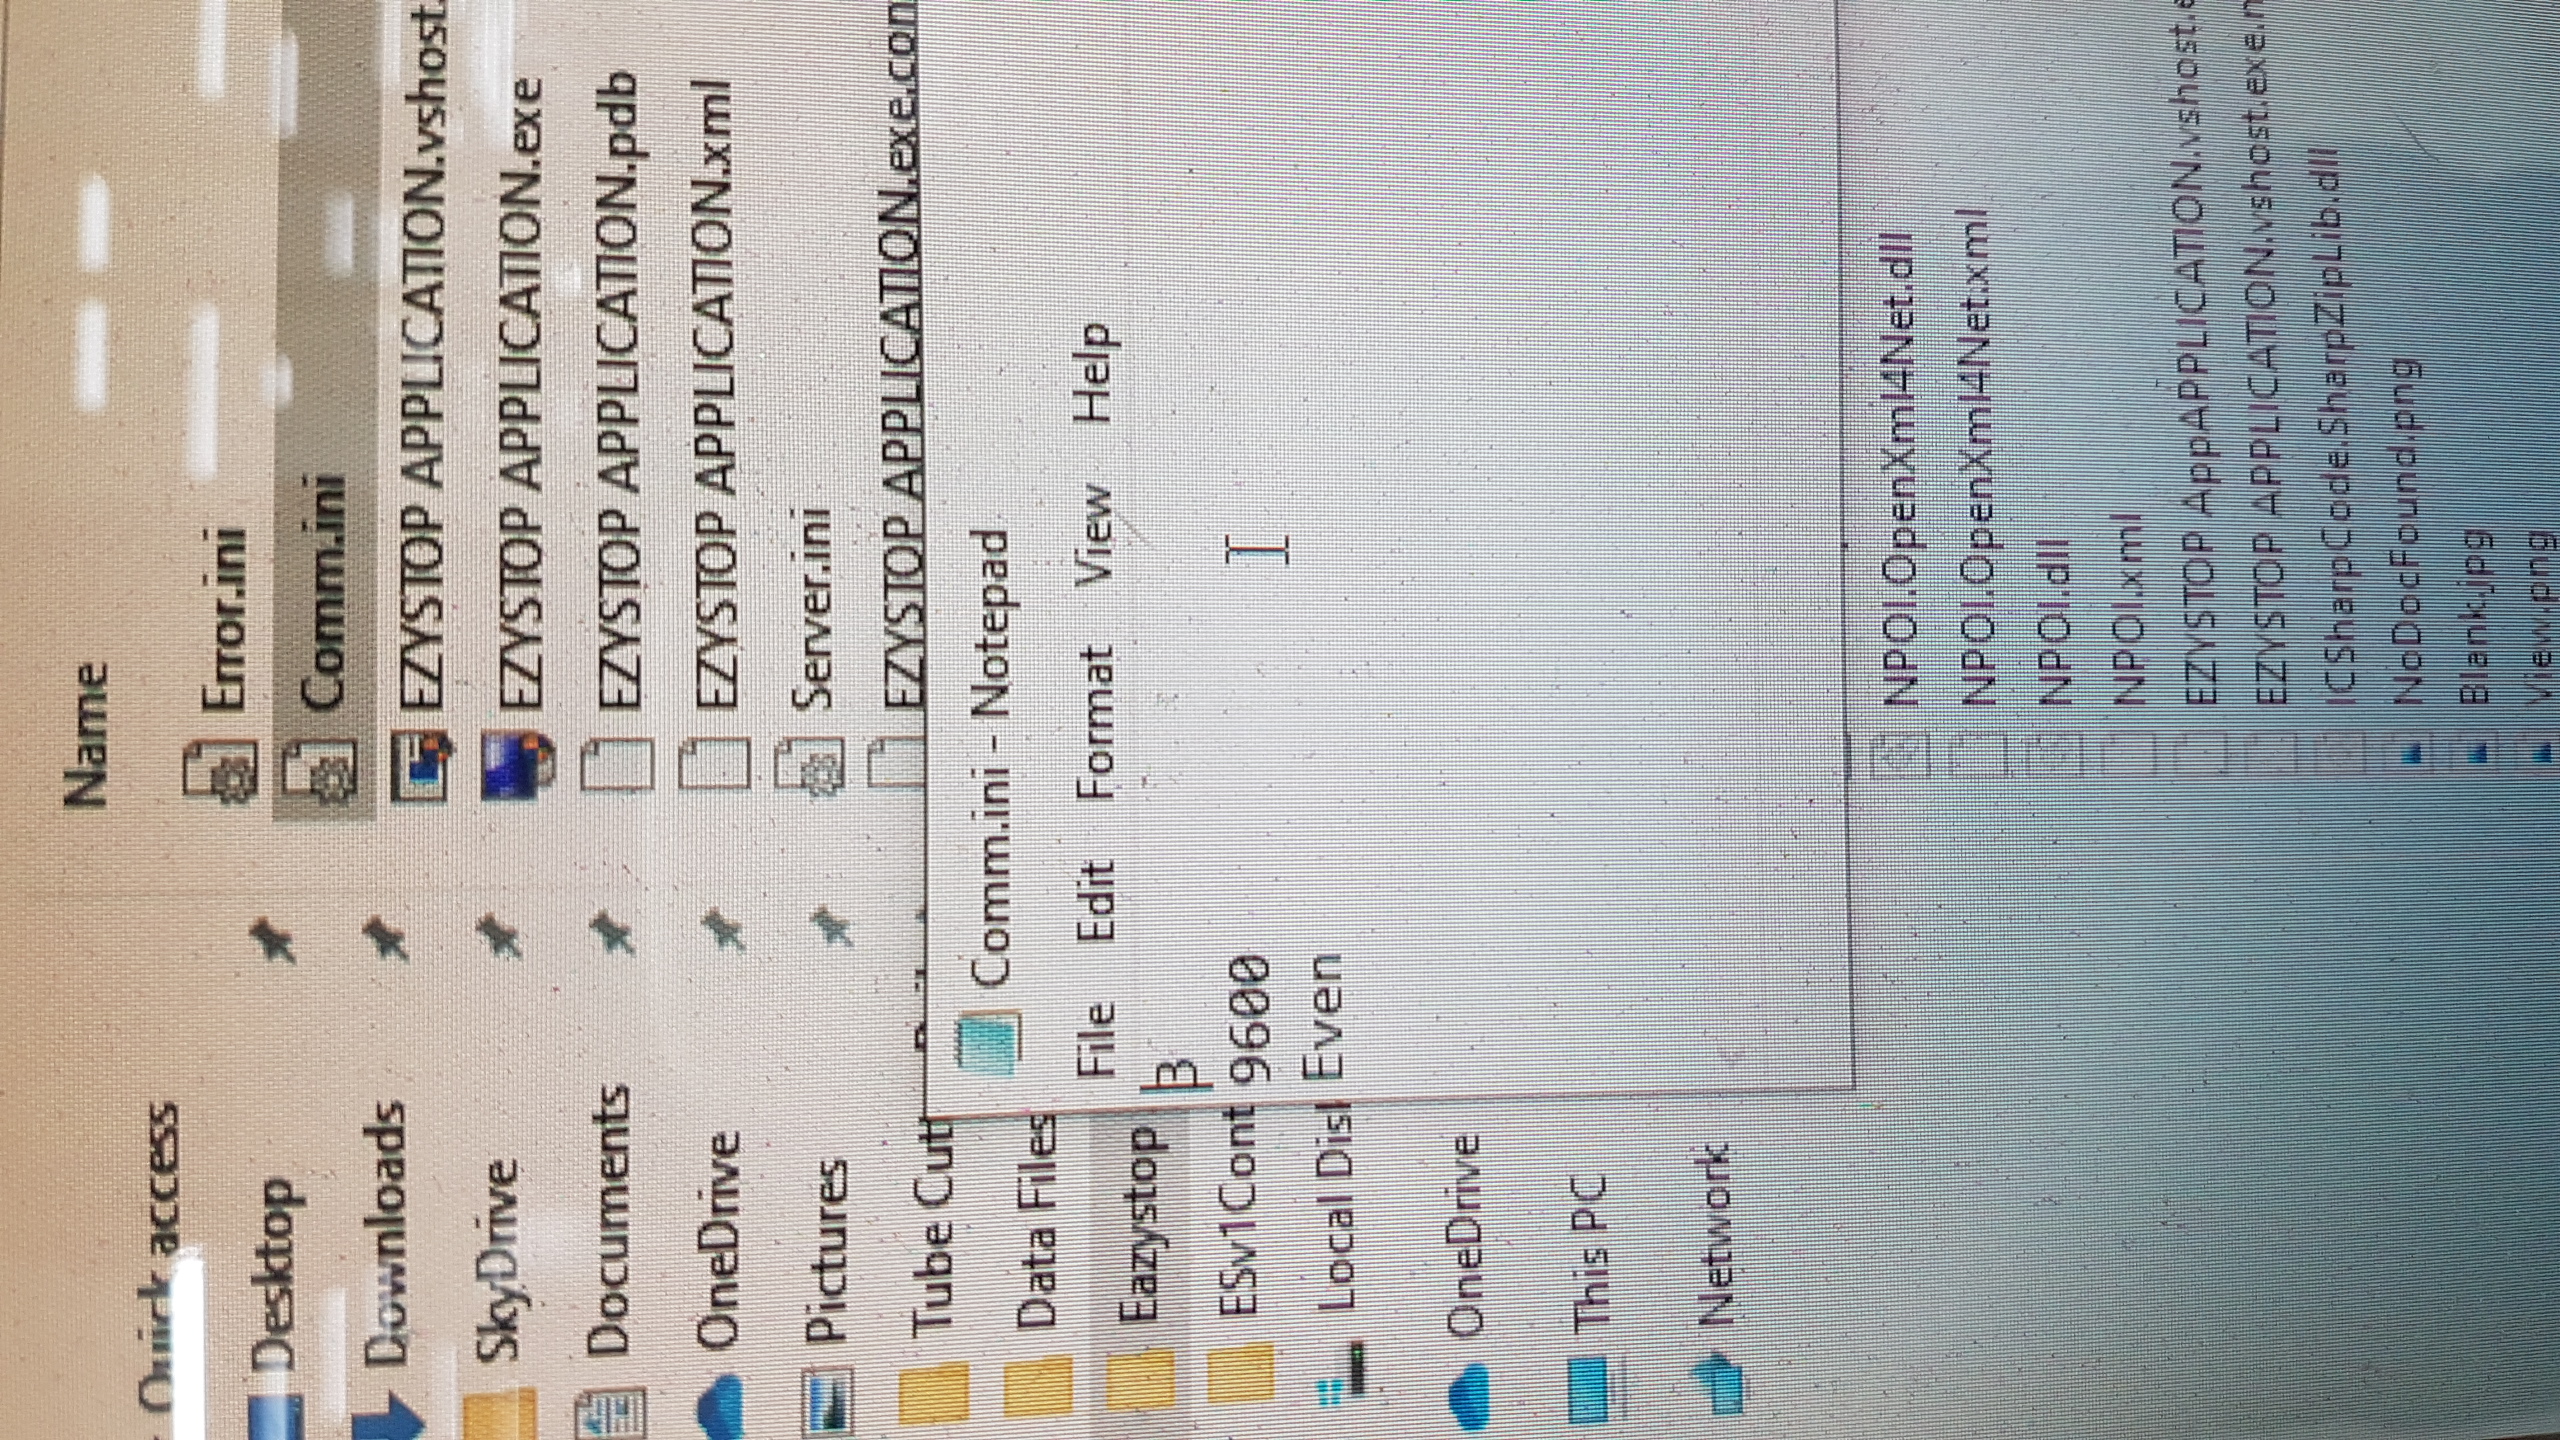 Name
Quick access
Error.ini
Desktop
Comm.ini
Downloads
EZYSTOP APPLICATION.vshost.
SkyDrive
EZYSTOP APPLICATION.exe
Documents
EZYSTOP APPLICATION.pdb
OneDrive
EZYSTOP APPLICATION.xml
Pictures
Server.ini
EZYSTOP APPLICATION.exe.con
Tube Cutt
Comm.ini - Notepad
Data Files
File Edit Format View Help
Eazystop
3
ESv1Cont
9600
Local Disk
Even
OneDrive
This PC
Network
NPOI.OpenXml4Net.dll
NPOI.OpenXml4Net.xml
NPOI.dll
NPOI.xml
EZYSTOP AppAPPLICATION.vshost.e
EZYSTOP APPLICATION.vshost.exe.n
ICSharpCode.SharpZipLib.dll
NoDocFound.png
Blank.jpg
View.png